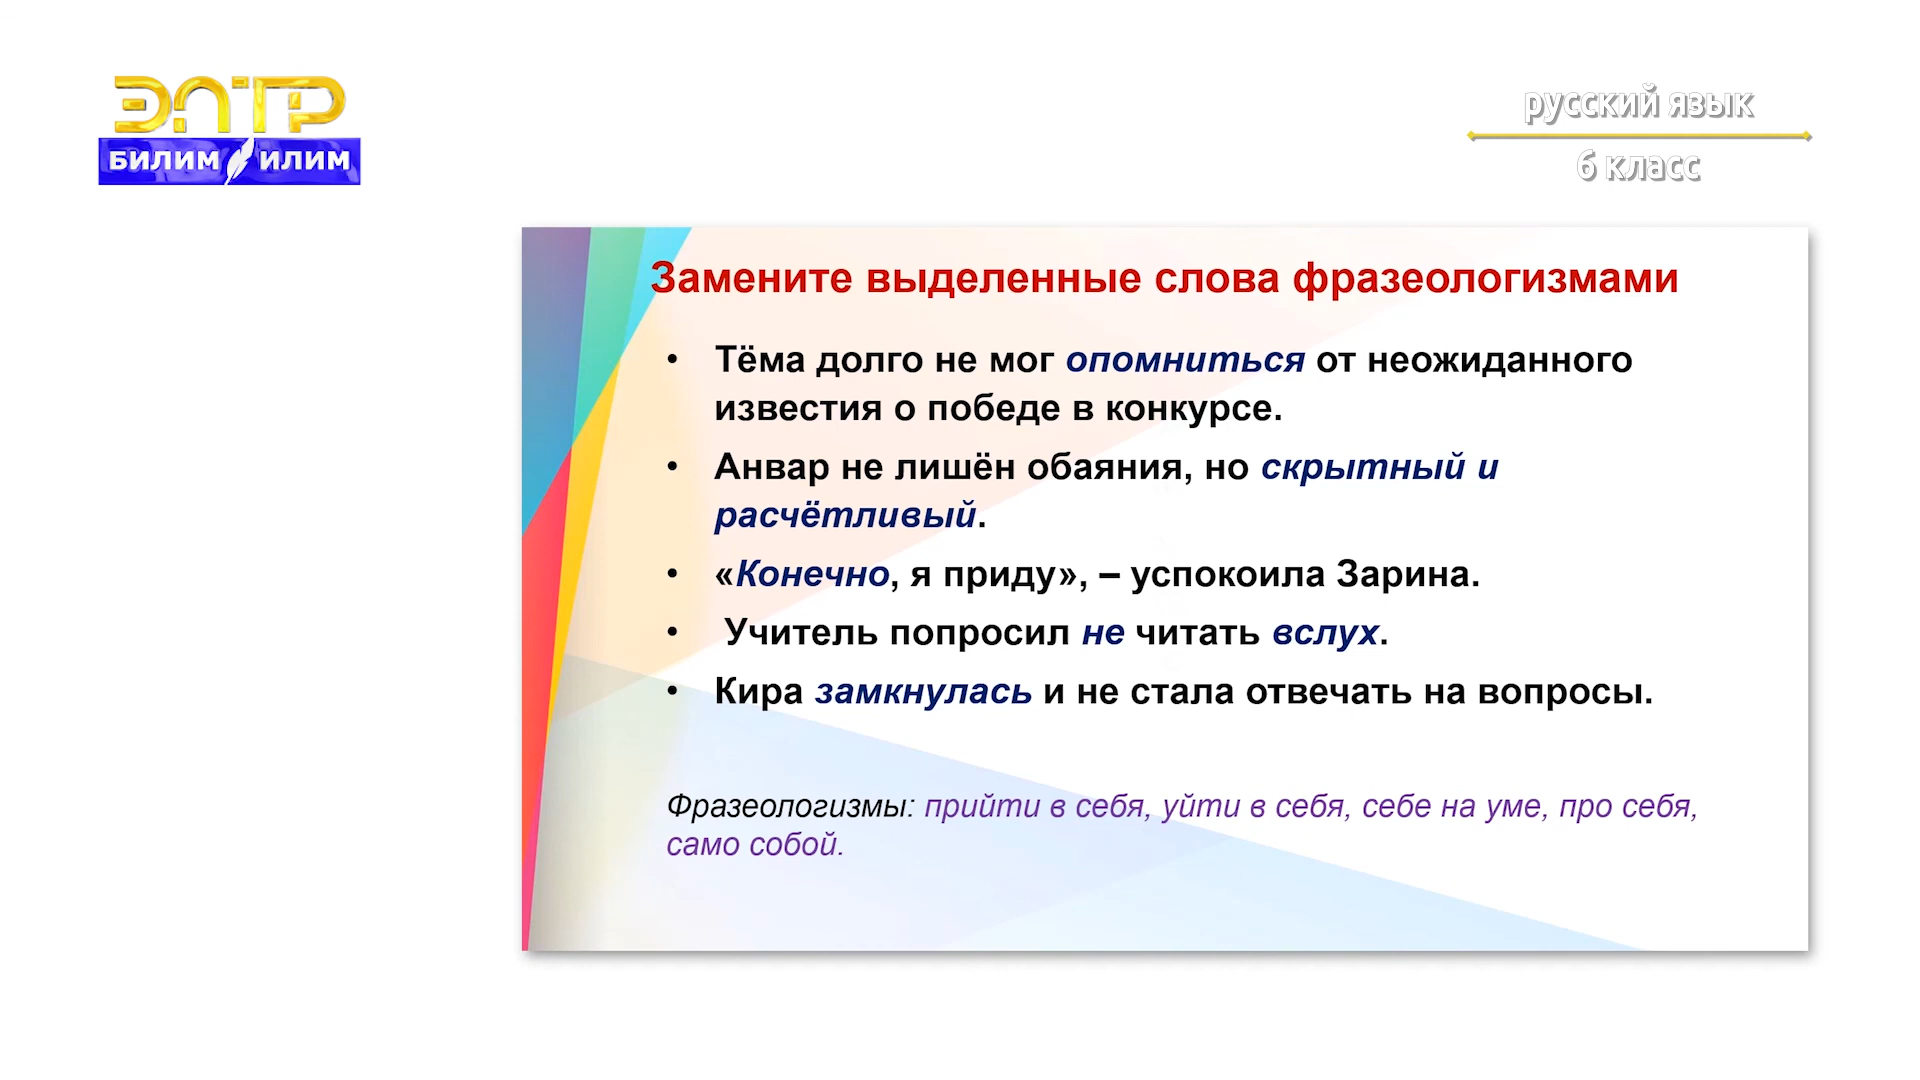 ЭЛТР
БИЛИМ ИЛИМ
русский язык
6 класс
Замените выделенные слова фразеологизмами
• Тёма долго не мог опомниться от неожиданного
известия о победе в конкурсе.
• Анвар не лишён обаяния, но скрытный и
расчётливый.
• «Конечно, я приду», – успокоила Зарина.
• Учитель попросил не читать вслух.
• Кира замкнулась и не стала отвечать на вопросы.
Фразеологизмы: прийти в себя, уйти в себя, себе на уме, про себя,
само собой.